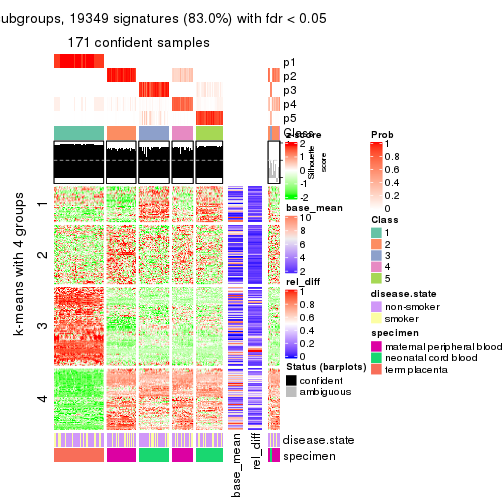 ubgroups, 19349 signatures (83.0%) with fdr < 0.05
171 confident samples
p1
p2
p3
p4
p5
Class
Silhouette
score
k-means with 4 groups
1
2
3
4
base_mean
rel_diff
disease.state
specimen
z-score
2
1
0
-1
-2
base_mean
10
8
6
4
2
rel_diff
1
0.8
0.6
0.4
0.2
0
Status (barplots)
confident
ambiguous
Prob
1
0.8
0.6
0.4
0.2
0
Class
1
2
3
4
5
disease.state
non-smoker
smoker
specimen
maternal peripheral blood
neonatal cord blood
term placenta